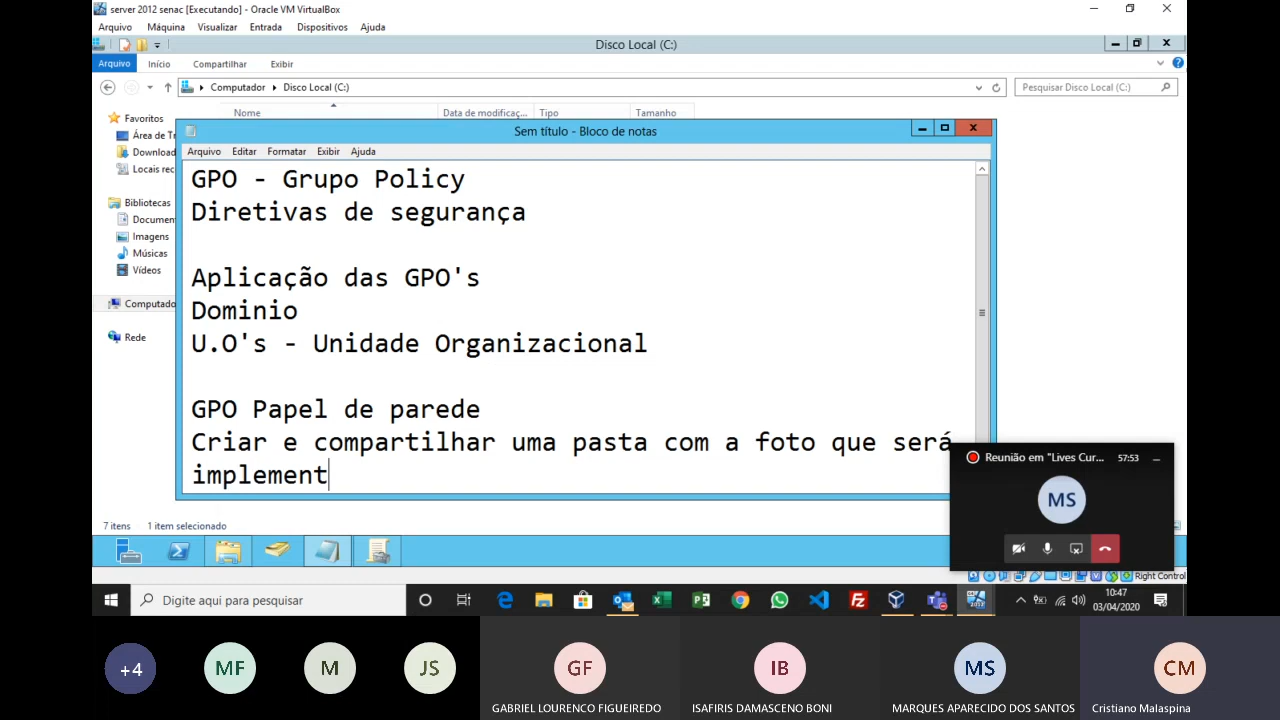 server 2012 senac [Executando] - Oracle VM VirtualBox
Arquivo Máquina Visualizar Entrada Dispositivos Ajuda
Disco Local (C:)
Arquivo Início Compartilhar Exibir
Computador Disco Local (C:)
Pesquisar Disco Local (C:)
Nome Data de modificaç... Tipo Tamanho
Favoritos
Área de Tr
Download
Locais rec
Bibliotecas
Documen
Imagens
Músicas
Vídeos
Computado
Rede
Sem título - Bloco de notas
Arquivo Editar Formatar Exibir Ajuda
GPO - Grupo Policy
Diretivas de segurança
Aplicação das GPO's
Dominio
U.O's - Unidade Organizacional
GPO Papel de parede
Criar e compartilhar uma pasta com a foto que será
implement
Reunião em "Lives Cur... 57:53
MS
7 itens 1 item selecionado
Right Control
Digite aqui para pesquisar
10:47
03/04/2020
+4 MF M JS GF IB MS CM
GABRIEL LOURENCO FIGUEIREDO ISAFIRIS DAMASCENO BONI MARQUES APARECIDO DOS SANTOS Cristiano Malaspina